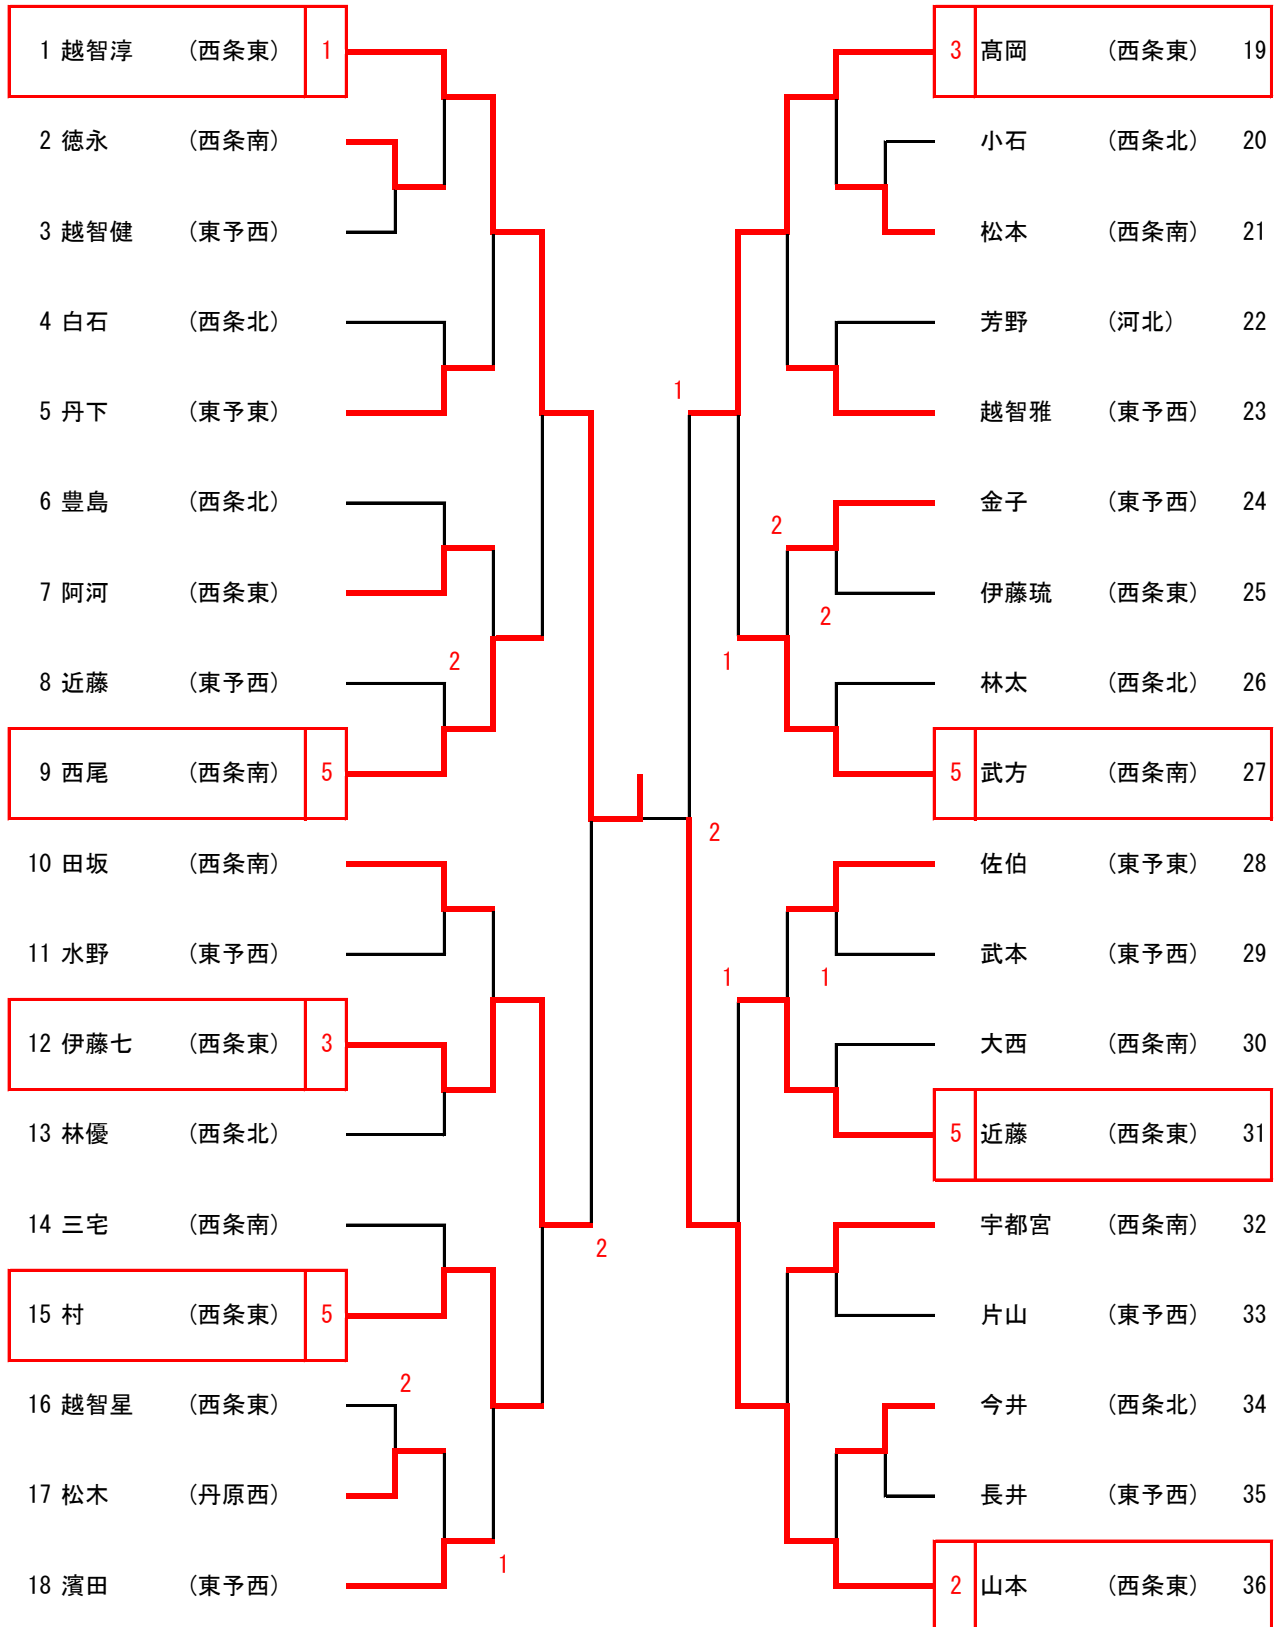 1 越智淳 (西条東) 1
2 徳永 (西条南)
3 越智健 (東予西)
4 白石 (西条北)
5 丹下 (東予東)
6 豊島 (西条北)
7 阿河 (西条東)
2
8 近藤 (東予西)
9 西尾 (西条南) 5
10 田坂 (西条南)
11 水野 (東予西)
12 伊藤七 (西条東) 3
13 林優 (西条北)
14 三宅 (西条南)
2
15 村 (西条東) 5
2
16 越智星 (西条東)
17 松木 (丹原西)
1
18 濱田 (東予西)
3 髙岡 (西条東) 19
小石 (西条北) 20
松本 (西条南) 21
芳野 (河北) 22
1
越智雅 (東予西) 23
金子 (東予西) 24
2
伊藤琉 (西条東) 25
2
1
林太 (西条北) 26
5 武方 (西条南) 27
2
佐伯 (東予東) 28
武本 (東予西) 29
1
1
大西 (西条南) 30
5 近藤 (西条東) 31
宇都宮 (西条南) 32
片山 (東予西) 33
今井 (西条北) 34
長井 (東予西) 35
2 山本 (西条東) 36